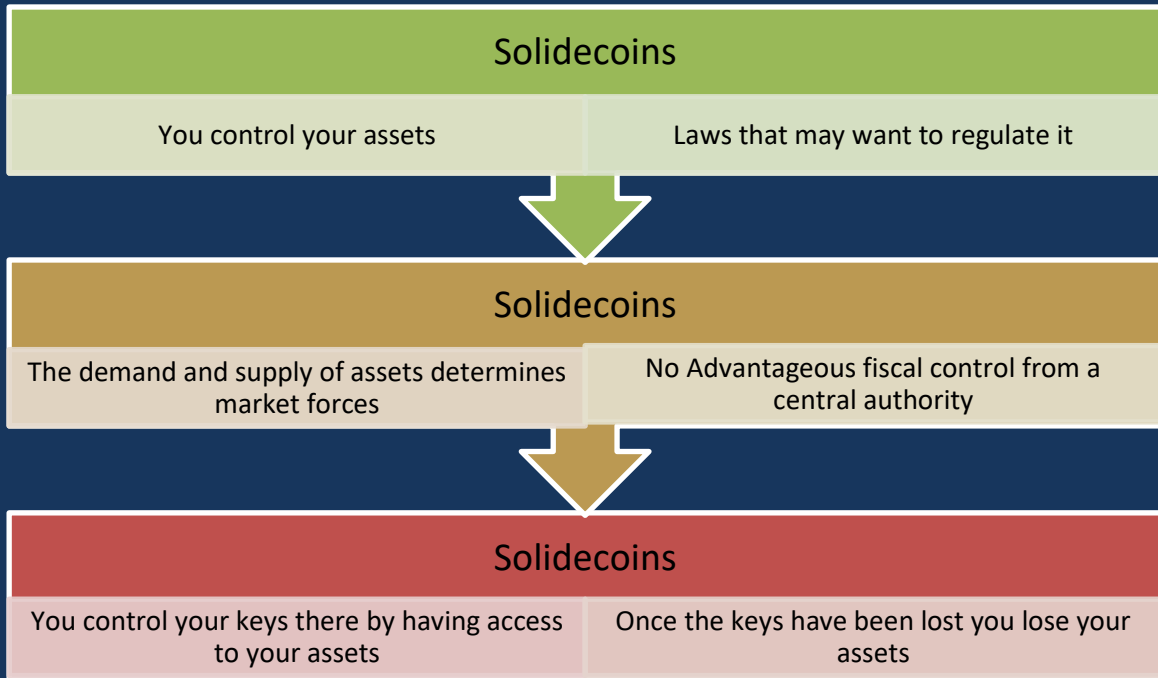 Solidecoins
You control your assets
Laws that may want to regulate it
Solidecoins
The demand and supply of assets determines
market forces
No Advantageous fiscal control from a
central authority
Solidecoins
You control your keys there by having access
to your assets
Once the keys have been lost you lose your
assets